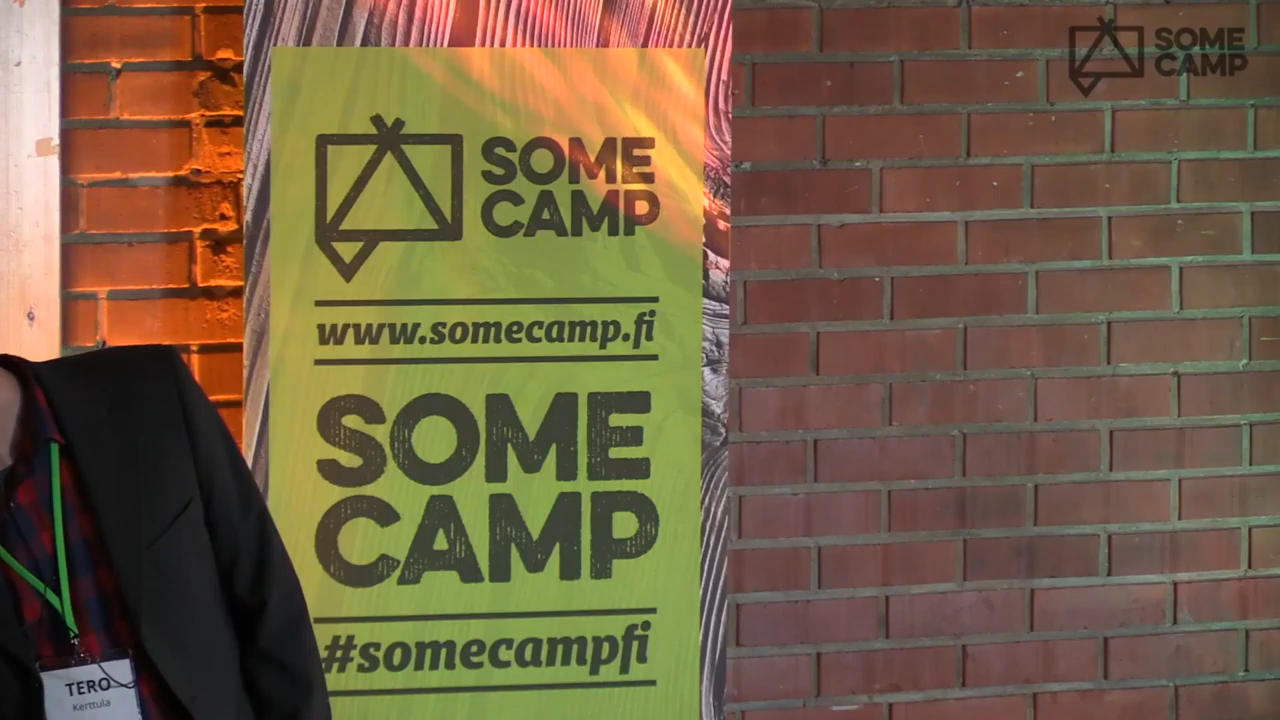 SOME
CAMP
SOME
CAMP
www.somecamp.fi
SOME
CAMP
#somecampfi
TERO
Kerttula